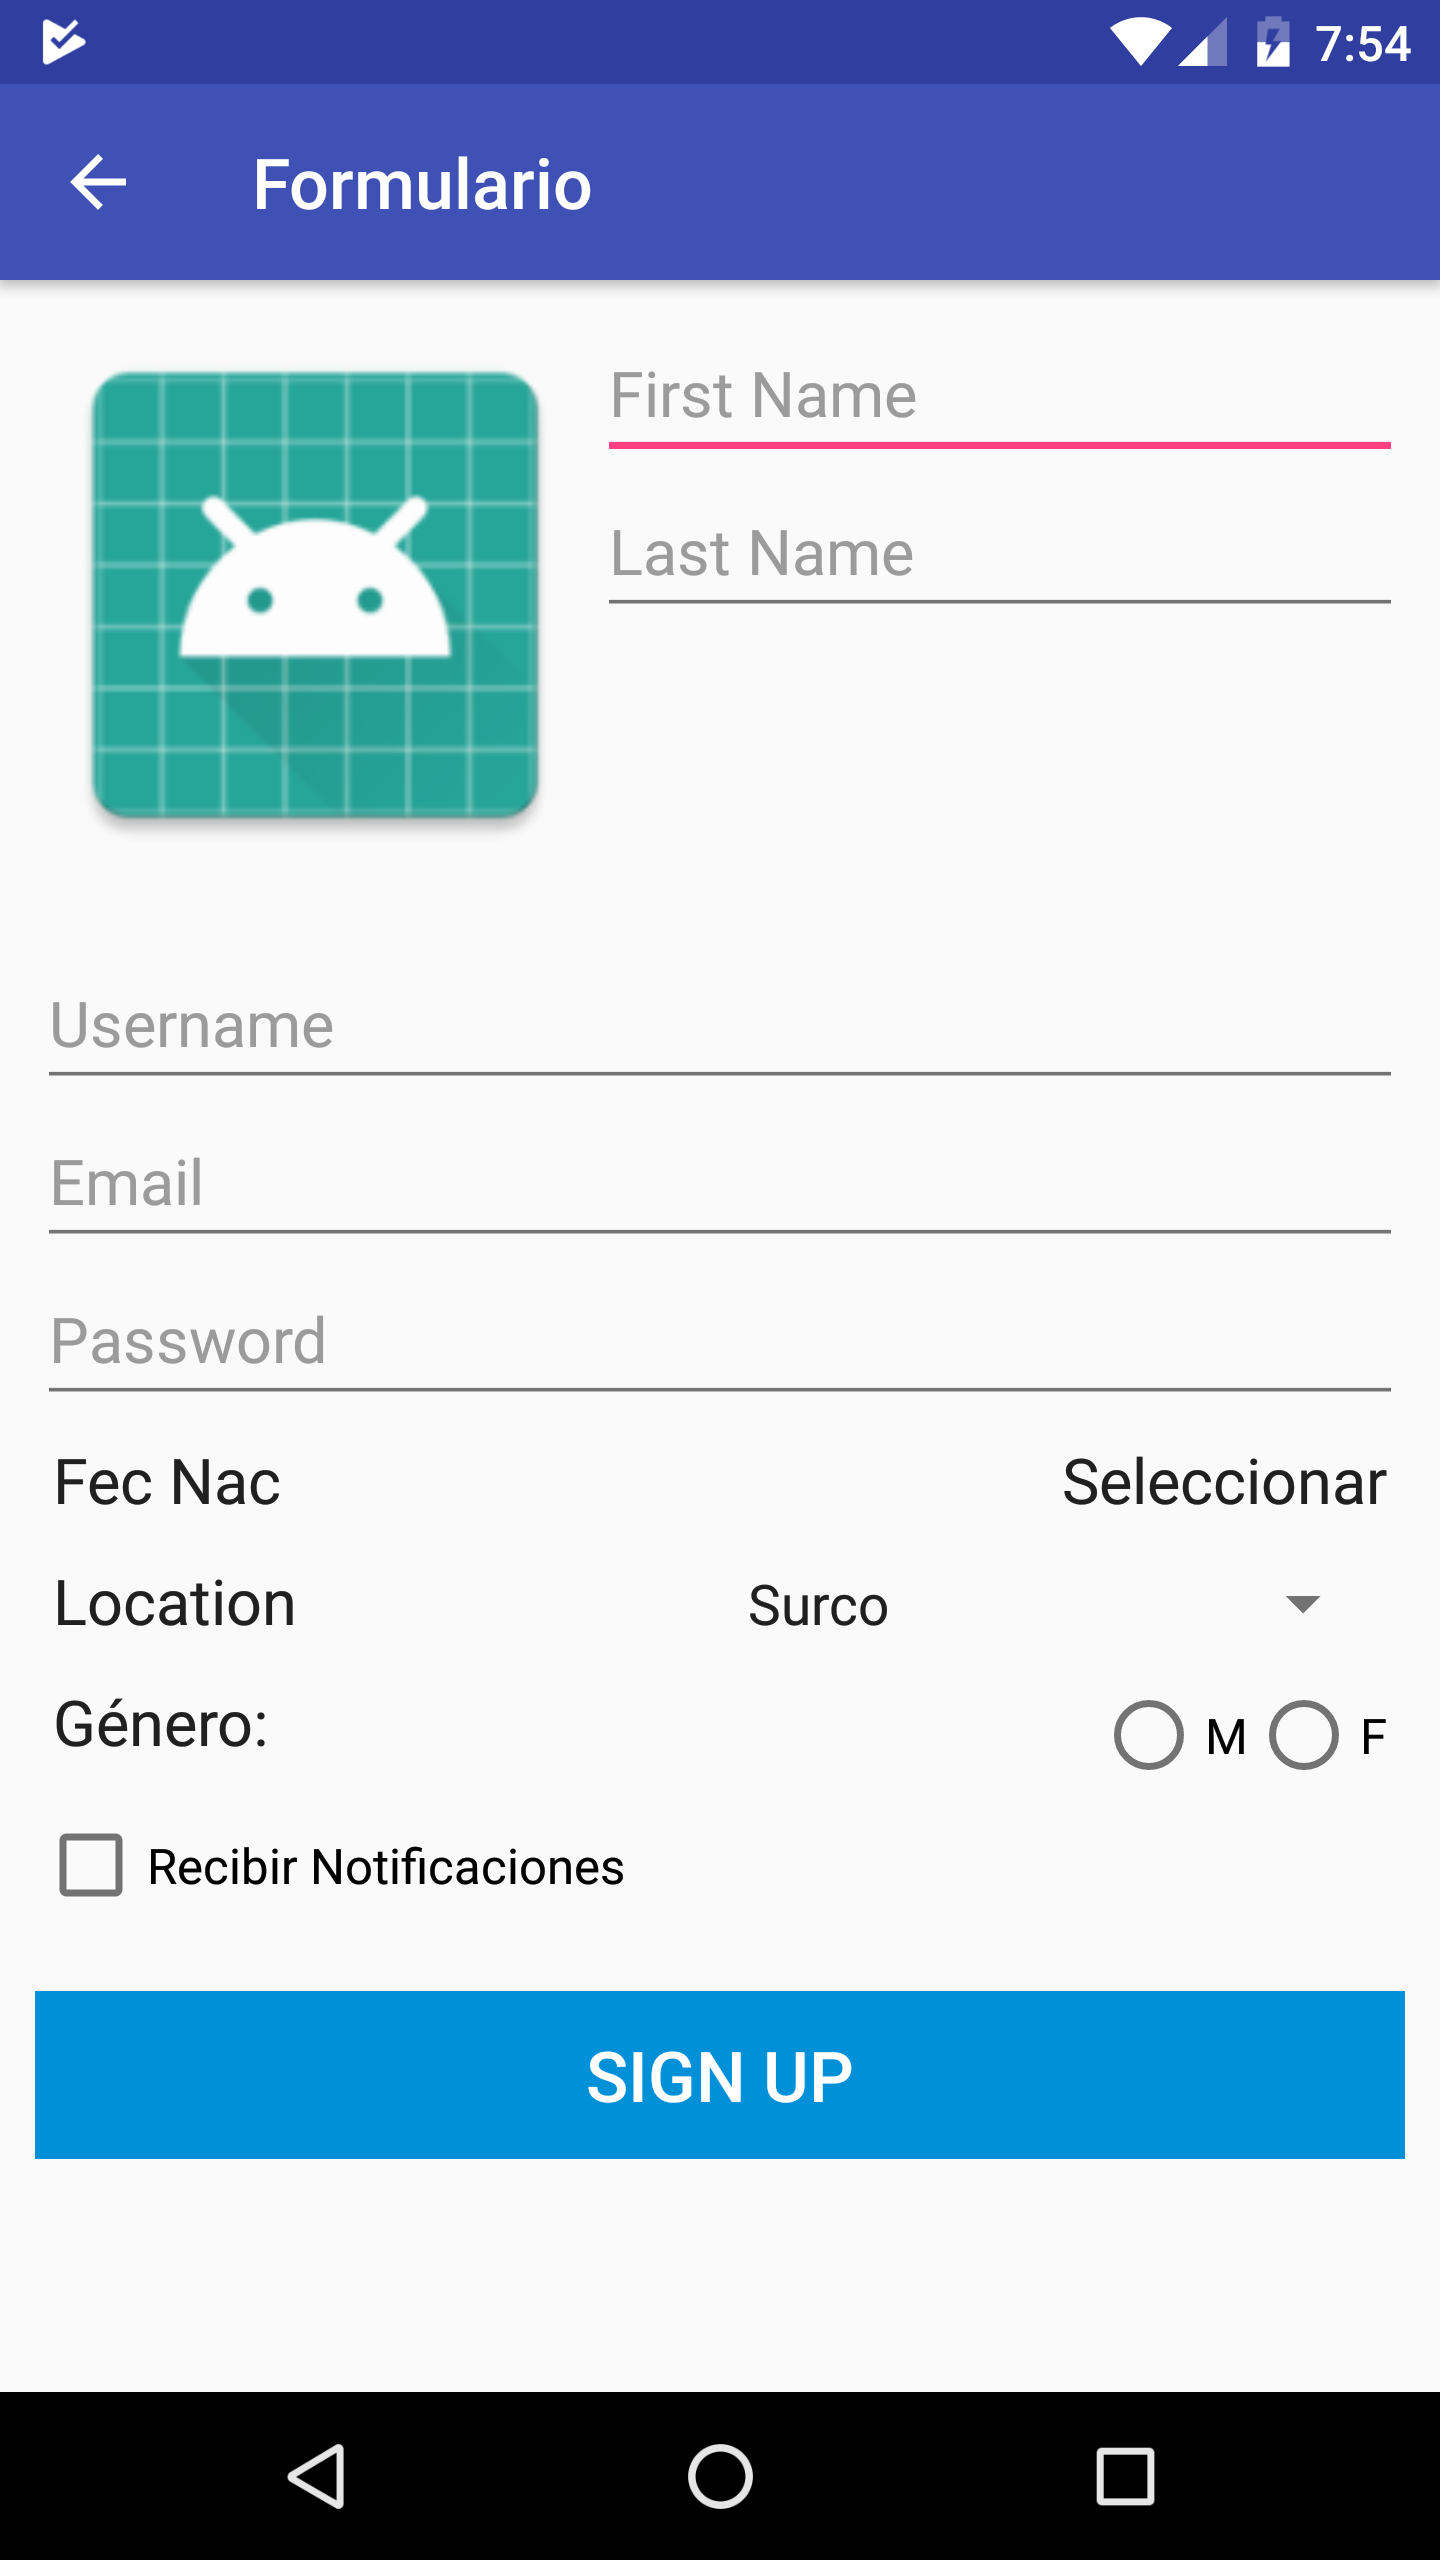 7:54
Formulario
First Name
Last Name
Username
Email
Password
Fec Nac Seleccionar
Location Surco
Género: M F
Recibir Notificaciones
SIGN UP